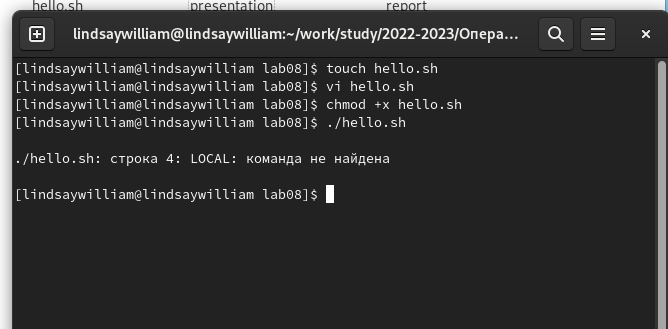 hello.sh presentation report
lindsaywilliam@lindsaywilliam:~/work/study/2022-2023/Опера...
[lindsaywilliam@lindsaywilliam lab08]$ touch hello.sh
[lindsaywilliam@lindsaywilliam lab08]$ vi hello.sh
[lindsaywilliam@lindsaywilliam lab08]$ chmod +x hello.sh
[lindsaywilliam@lindsaywilliam lab08]$ ./hello.sh
./hello.sh: строка 4: LOCAL: команда не найдена
[lindsaywilliam@lindsaywilliam lab08]$